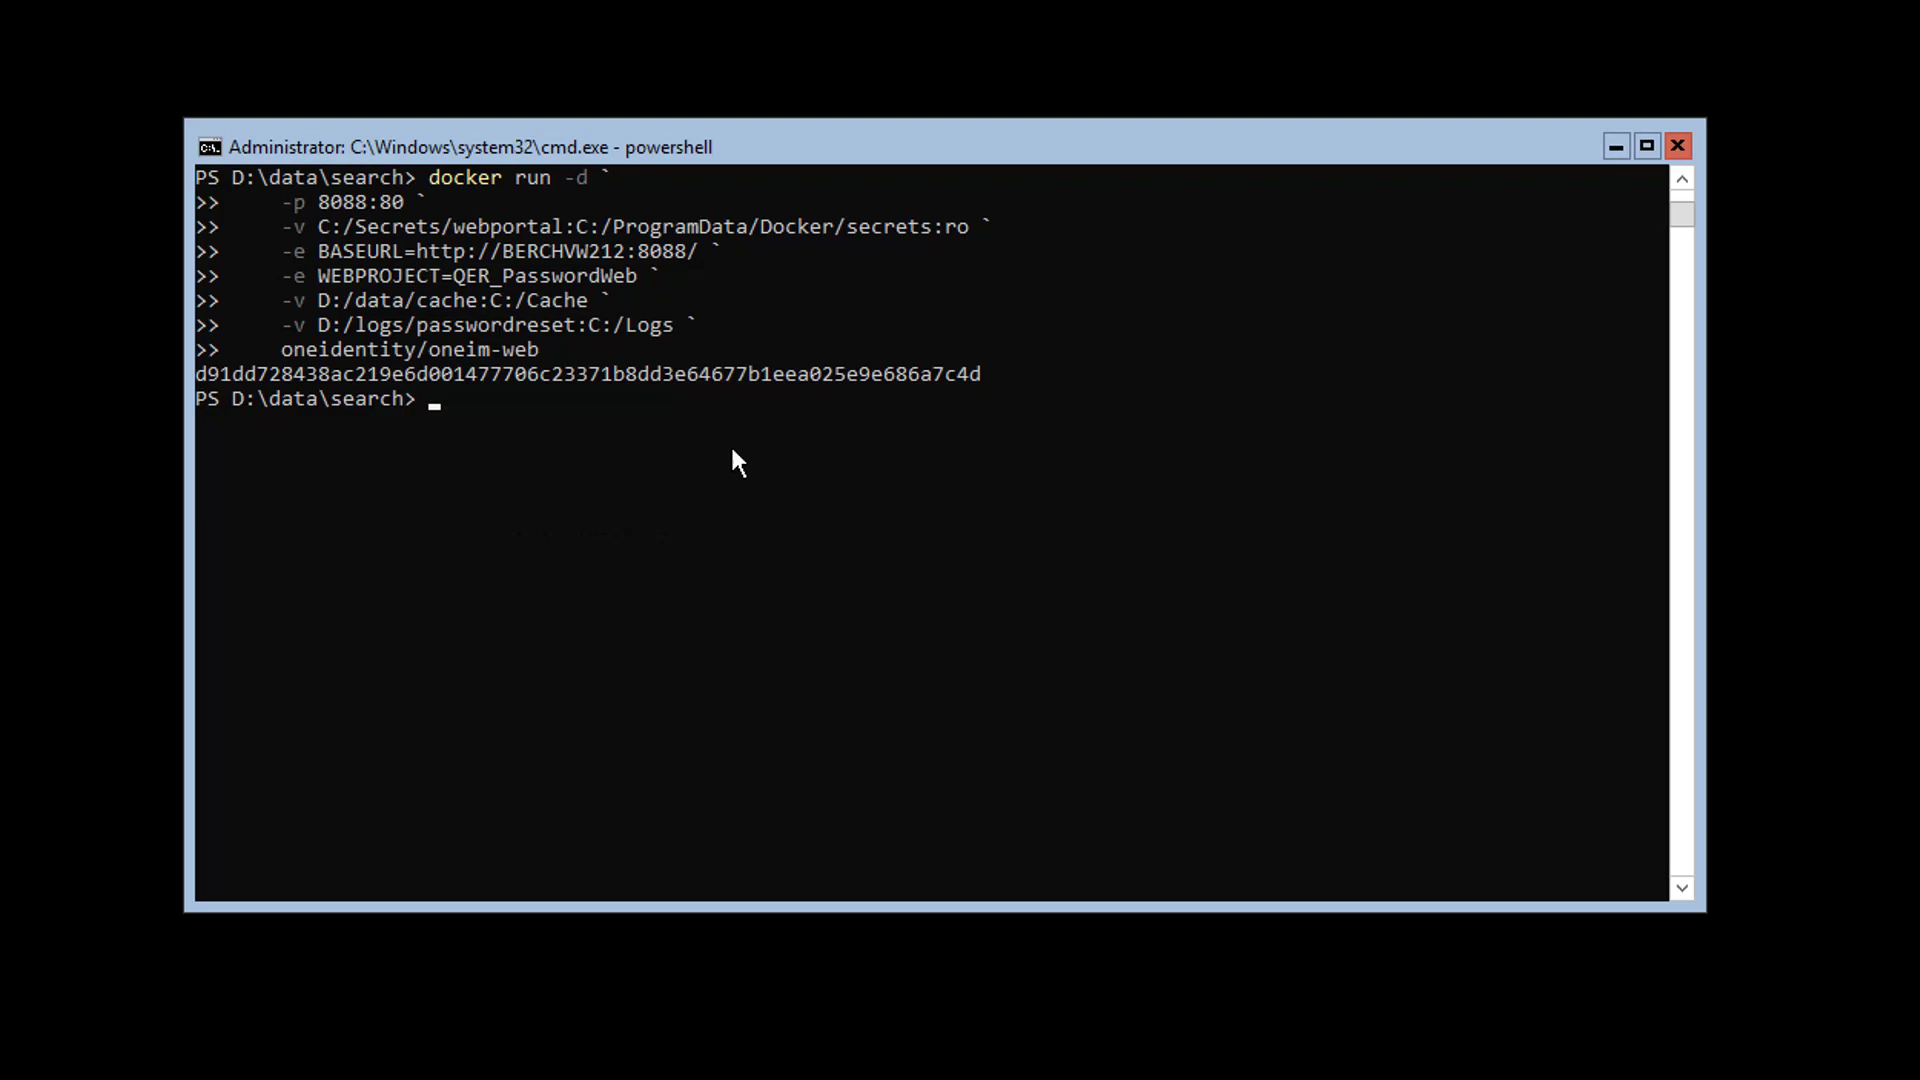 Administrator: C:\Windows\system32\cmd.exe - powershell
PS D:\data\search> docker run -d `
>>     -p 8088:80 `
>>     -v C:/Secrets/webportal:C:/ProgramData/Docker/secrets:ro `
>>     -e BASEURL=http://BERCHVW212:8088/ `
>>     -e WEBPROJECT=QER_PasswordWeb `
>>     -v D:/data/cache:C:/Cache `
>>     -v D:/logs/passwordreset:C:/Logs `
>>     oneidentity/oneim-web
d91dd728438ac219e6d001477706c23371b8dd3e64677b1eea025e9e686a7c4d
PS D:\data\search>